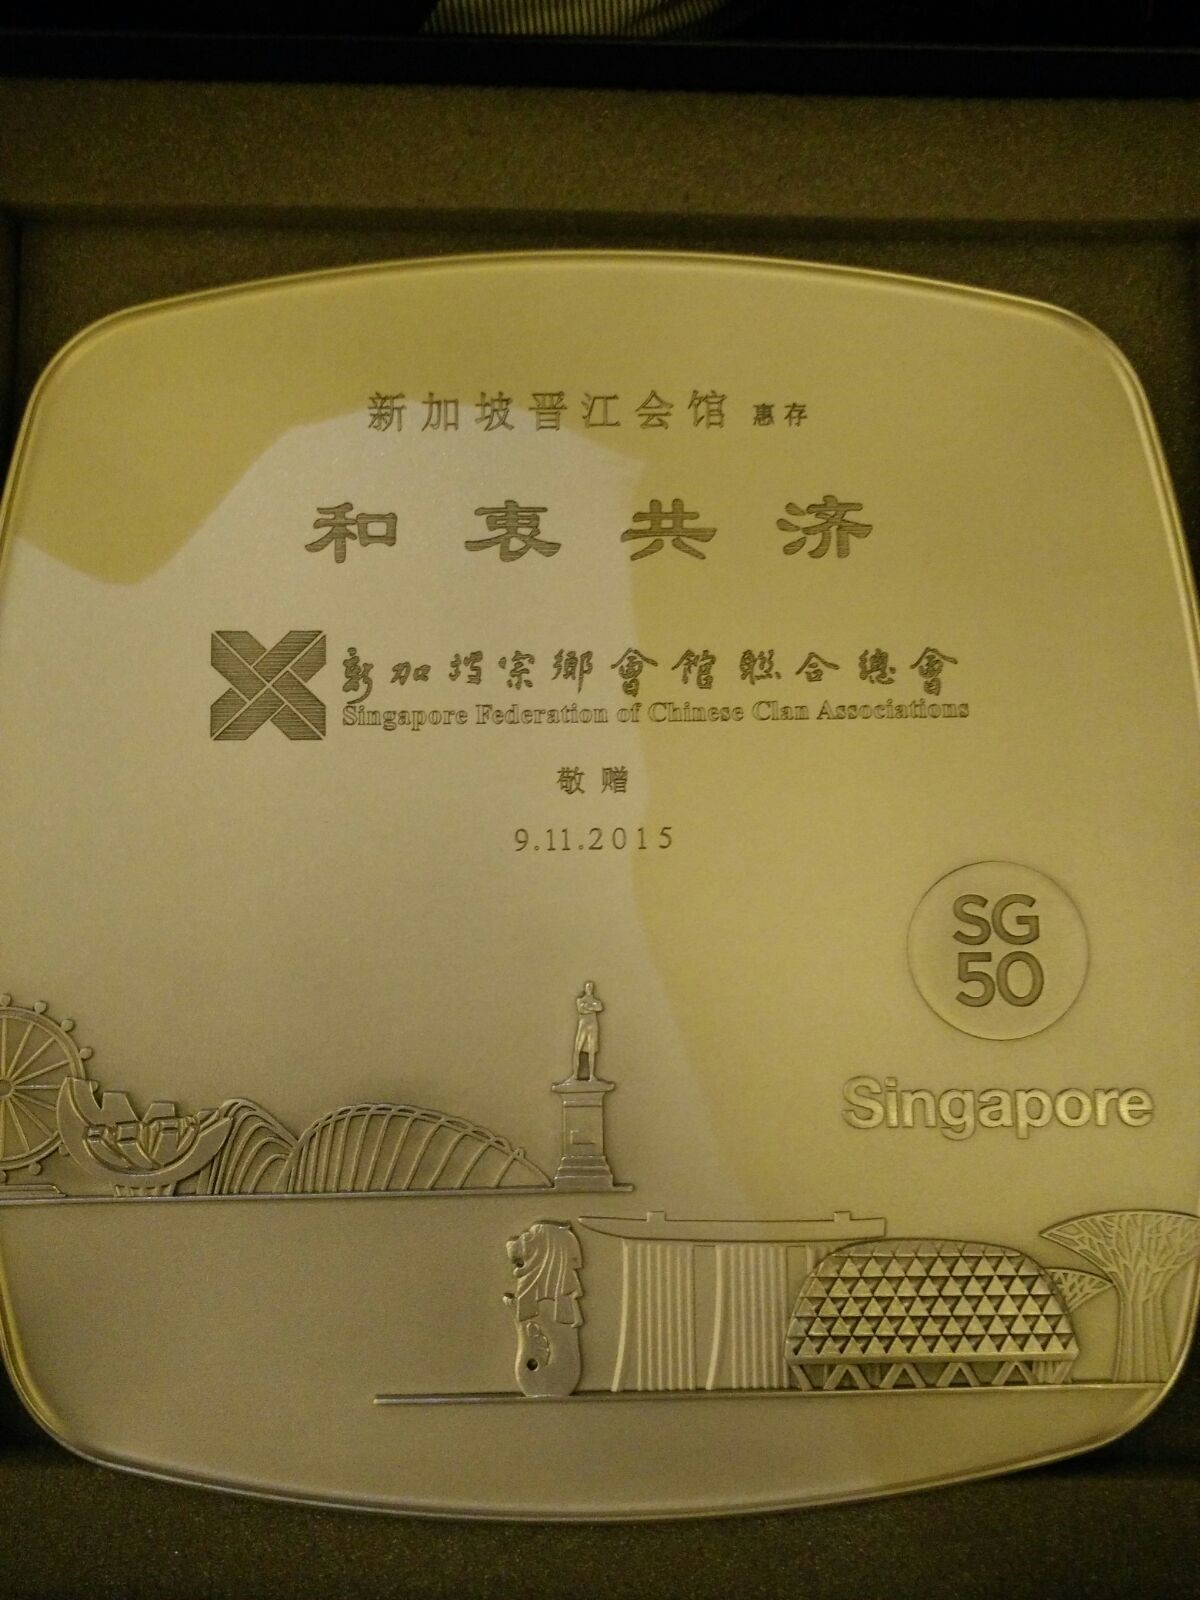 新加坡晋江会馆 惠存
和衷共济
新加坡宗鄉會館聯合總會
Singapore Federation of Chinese Clan Associations
敬赠
9.11.2015
SG
50
Singapore